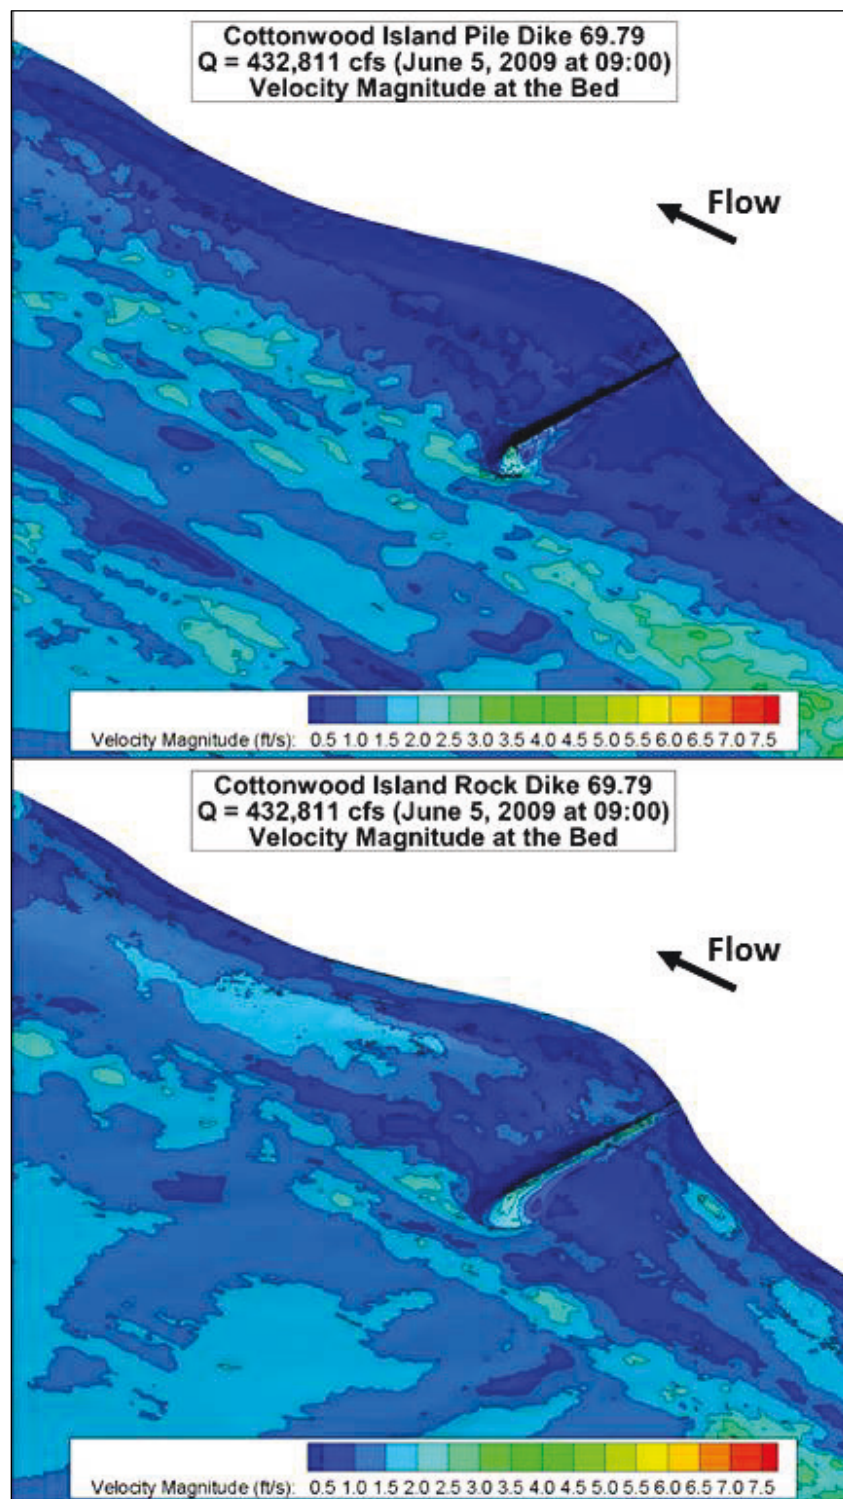 Cottonwood Island Pile Dike 69.79
Q = 432,811 cfs (June 5, 2009 at 09:00)
Velocity Magnitude at the Bed
Flow
Velocity Magnitude (ft/s): 0.5 1.0 1.5 2.0 2.5 3.0 3.5 4.0 4.5 5.0 5.5 6.0 6.5 7.0 7.5
Cottonwood Island Rock Dike 69.79
Q = 432,811 cfs (June 5, 2009 at 09:00)
Velocity Magnitude at the Bed
Flow
Velocity Magnitude (ft/s): 0.5 1.0 1.5 2.0 2.5 3.0 3.5 4.0 4.5 5.0 5.5 6.0 6.5 7.0 7.5